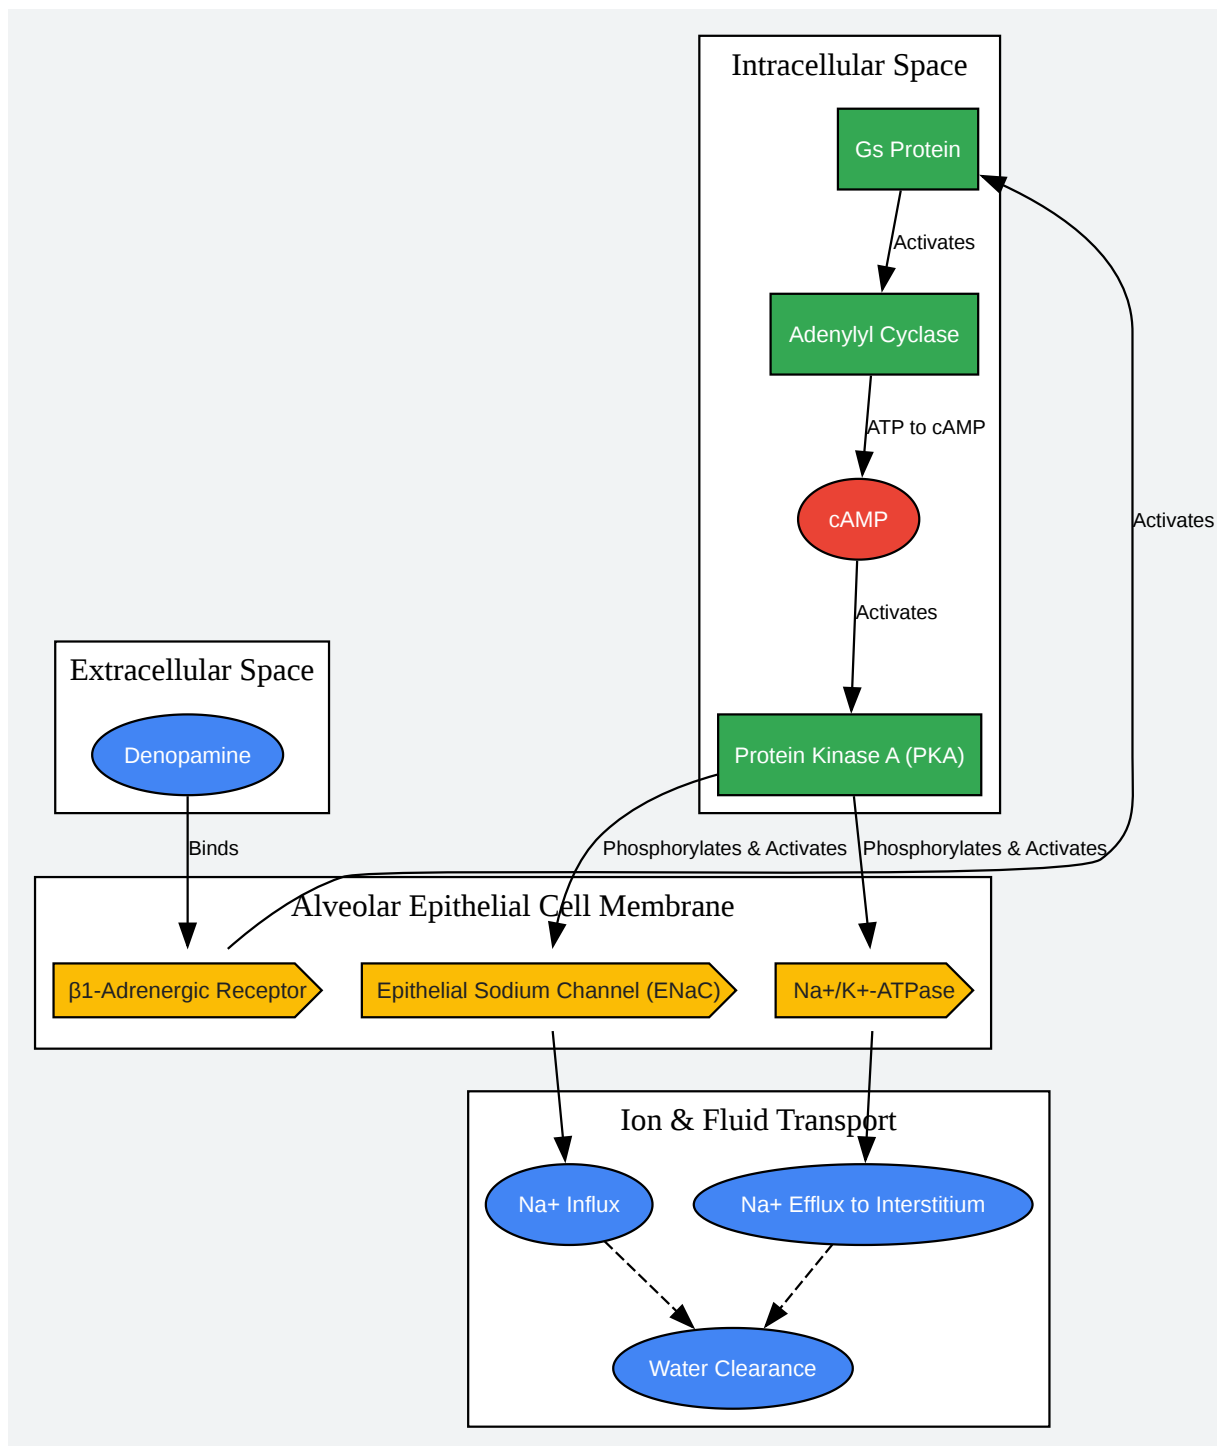 Intracellular Space
Gs Protein
Activates
Adenylyl Cyclase
ATP to cAMP
cAMP
Activates
Activates
Extracellular Space
Denopamine
Protein Kinase A (PKA)
Binds
Phosphorylates & Activates
Phosphorylates & Activates
Alveolar Epithelial Cell Membrane
β1-Adrenergic Receptor
Epithelial Sodium Channel (ENaC)
Na+/K+-ATPase
Ion & Fluid Transport
Na+ Influx
Na+ Efflux to Interstitium
Water Clearance